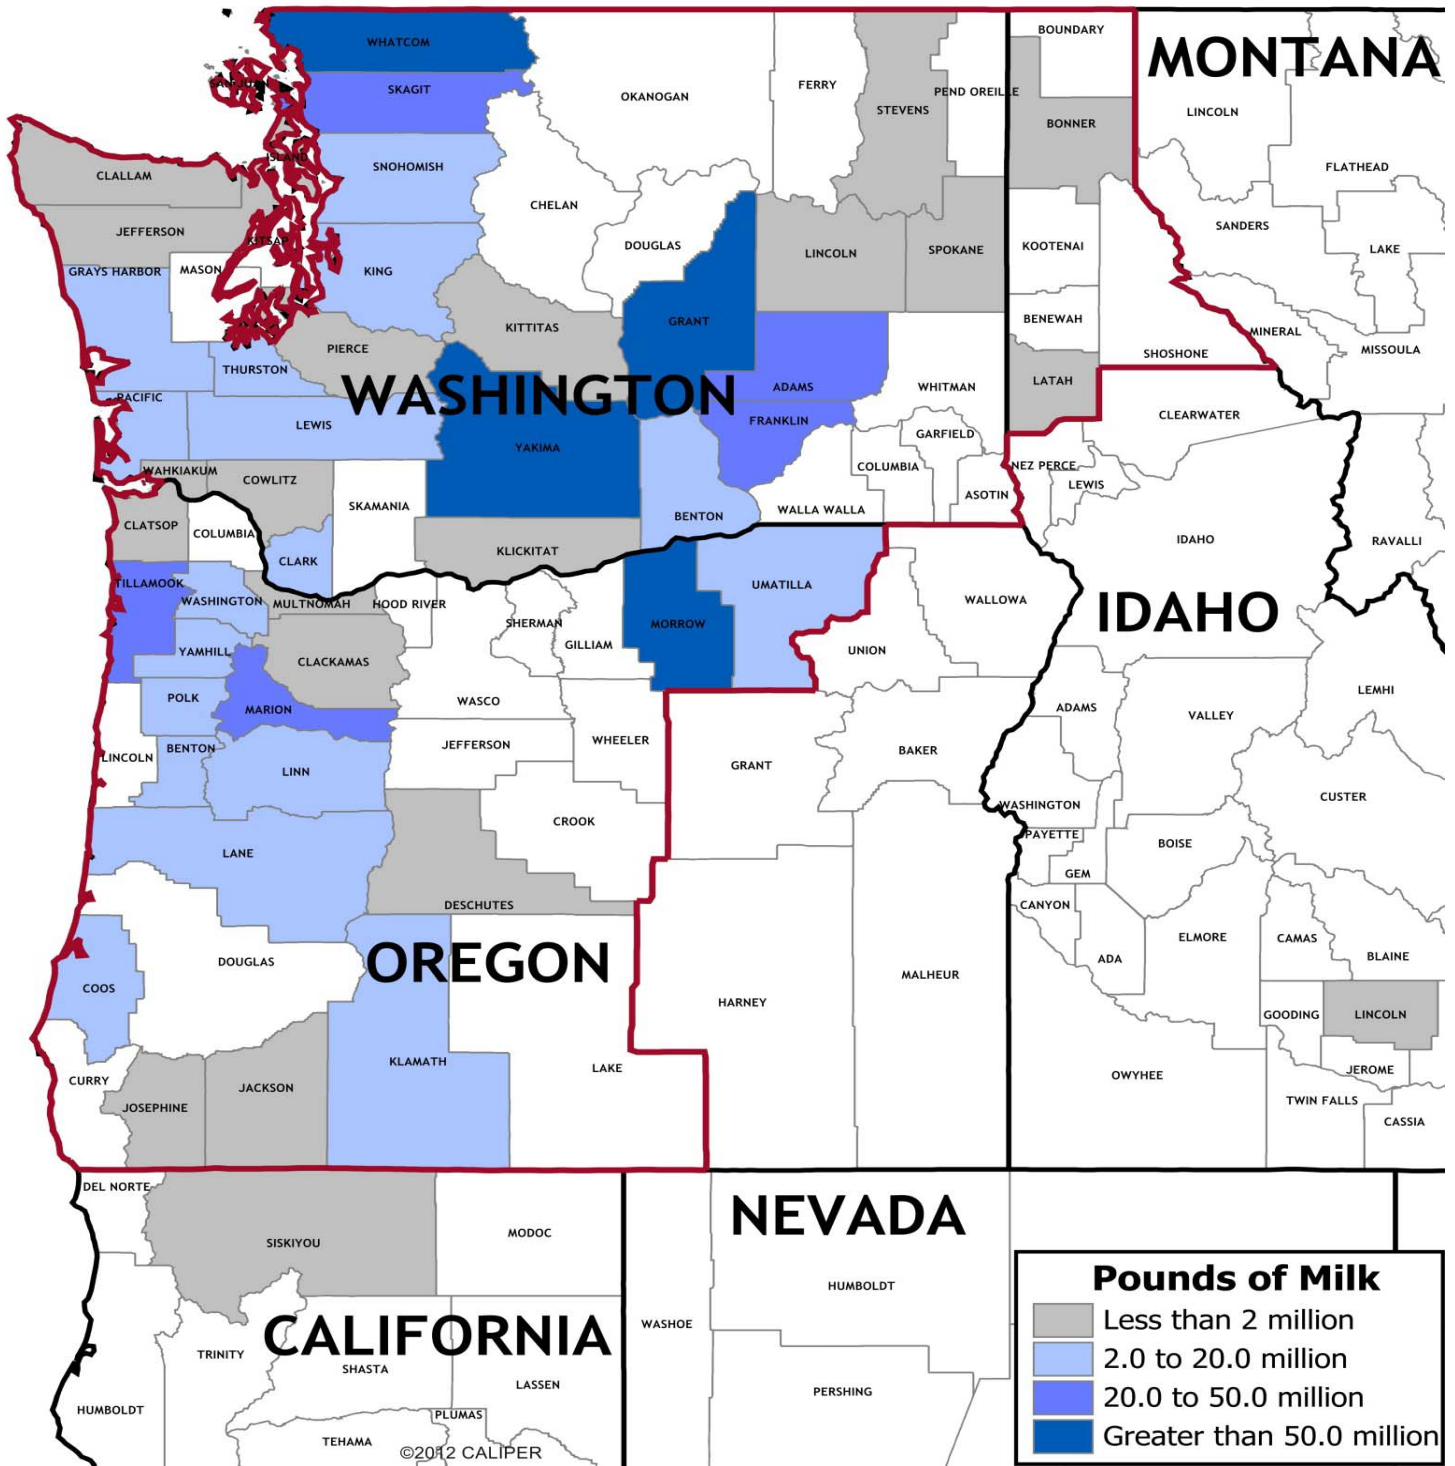 WHATCOM
BOUNDARY
MONTANA
SAN JUAN
SKAGIT
OKANOGAN
FERRY
PEND OREILLE
STEVENS
BONNER
LINCOLN
ISLAND
SNOHOMISH
CLALLAM
FLATHEAD
CHELAN
JEFFERSON
KITSAP
DOUGLAS
LINCOLN
SPOKANE
KOOTENAI
SANDERS
LAKE
GRAYS HARBOR
MASON
KING
GRANT
BENEWAH
KITTITAS
PIERCE
MINERAL
SHOSHONE
MISSOULA
THURSTON
WASHINGTON
ADAMS
WHITMAN
LATAH
PACIFIC
LEWIS
FRANKLIN
GARFIELD
CLEARWATER
YAKIMA
WAHKIAKUM
COWLITZ
COLUMBIA
NEZ PERCE
LEWIS
ASOTIN
SKAMANIA
WALLA WALLA
BENTON
CLATSOP
COLUMBIA
KLICKITAT
IDAHO
RAVALLI
CLARK
TILLAMOOK
WASHINGTON
MULTNOMAH
HOOD RIVER
UMATILLA
WALLOWA
IDAHO
SHERMAN
MORROW
GILLIAM
YAMHILL
CLACKAMAS
UNION
POLK
MARION
WASCO
LEMHI
ADAMS
VALLEY
LINCOLN
BENTON
JEFFERSON
WHEELER
BAKER
LINN
GRANT
CUSTER
WASHINGTON
CROOK
PAYETTE
BOISE
LANE
GEM
DESCHUTES
CANYON
DOUGLAS
OREGON
ELMORE
CAMAS
ADA
BLAINE
COOS
MALHEUR
HARNEY
GOODING
LINCOLN
KLAMATH
LAKE
CURRY
JACKSON
JOSEPHINE
OWYHEE
JEROME
TWIN FALLS
CASSIA
DEL NORTE
NEVADA
SISKIYOU
MODOC
HUMBOLDT
CALIFORNIA
WASHOE
TRINITY
SHASTA
LASSEN
PERSHING
HUMBOLDT
PLUMAS
TEHAMA
©2012 CALIPER
Pounds of Milk
Less than 2 million
2.0 to 20.0 million
20.0 to 50.0 million
Greater than 50.0 million